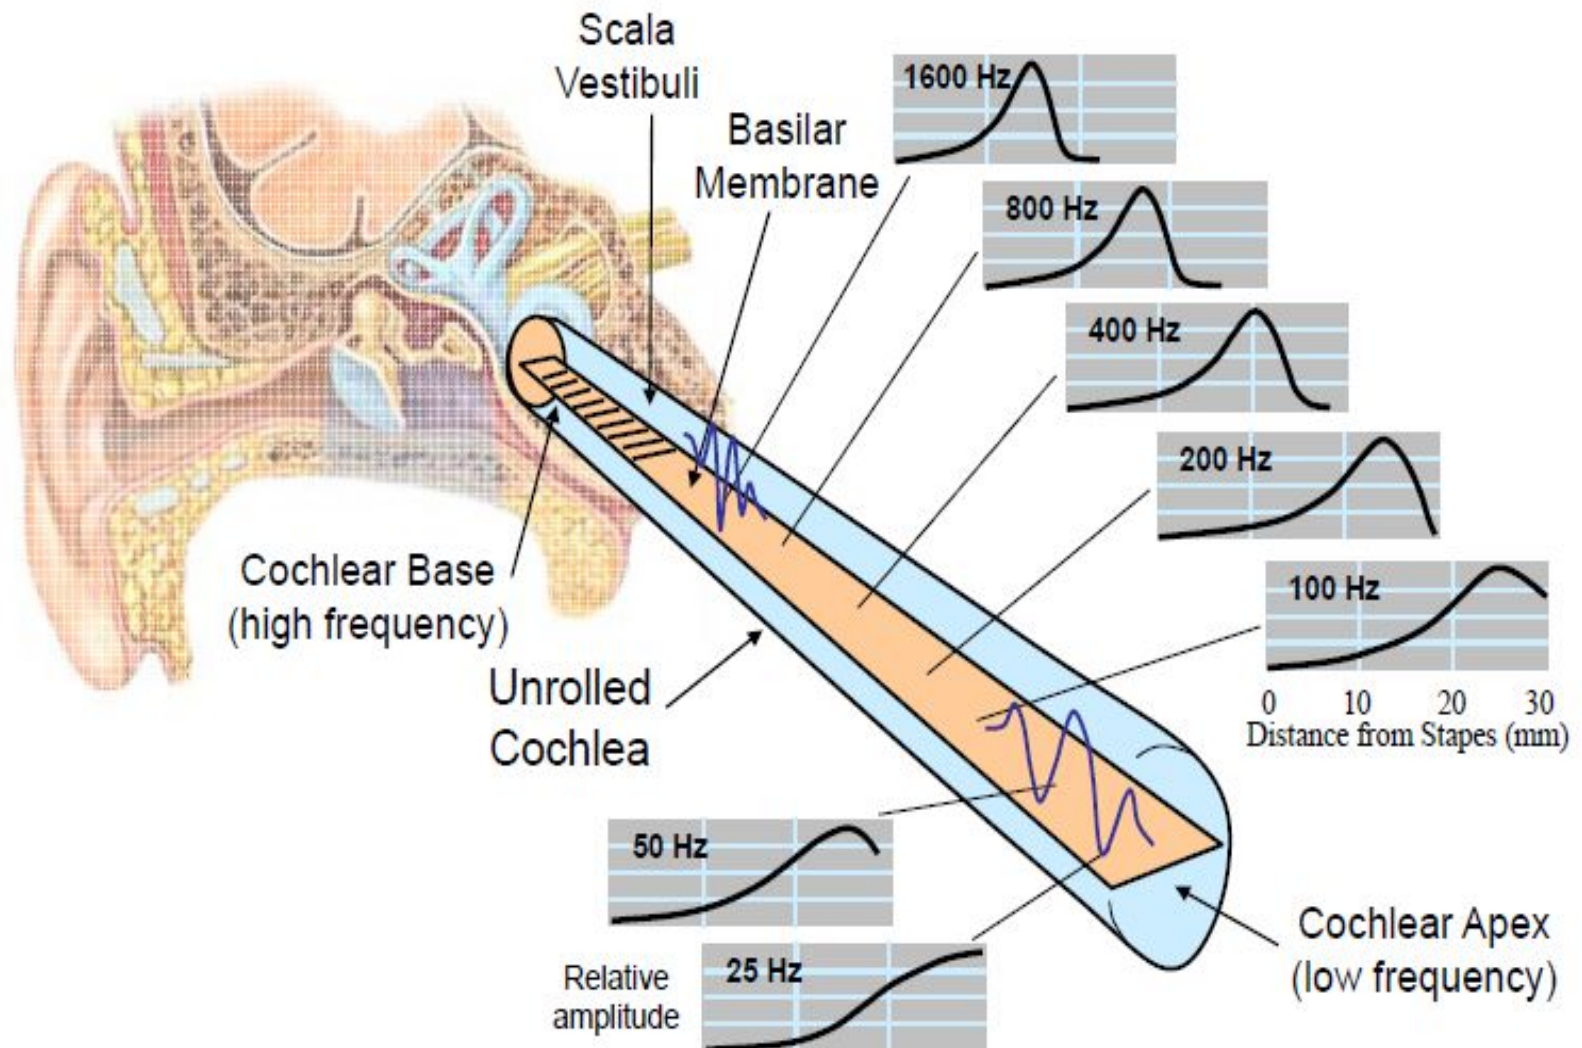 Scala
Vestibuli
Basilar
Membrane
1600 Hz
800 Hz
400 Hz
200 Hz
100 Hz
0 10 20 30
Distance from Stapes (mm)
Cochlear Base
(high frequency)
Unrolled
Cochlea
50 Hz
25 Hz
Relative
amplitude
Cochlear Apex
(low frequency)